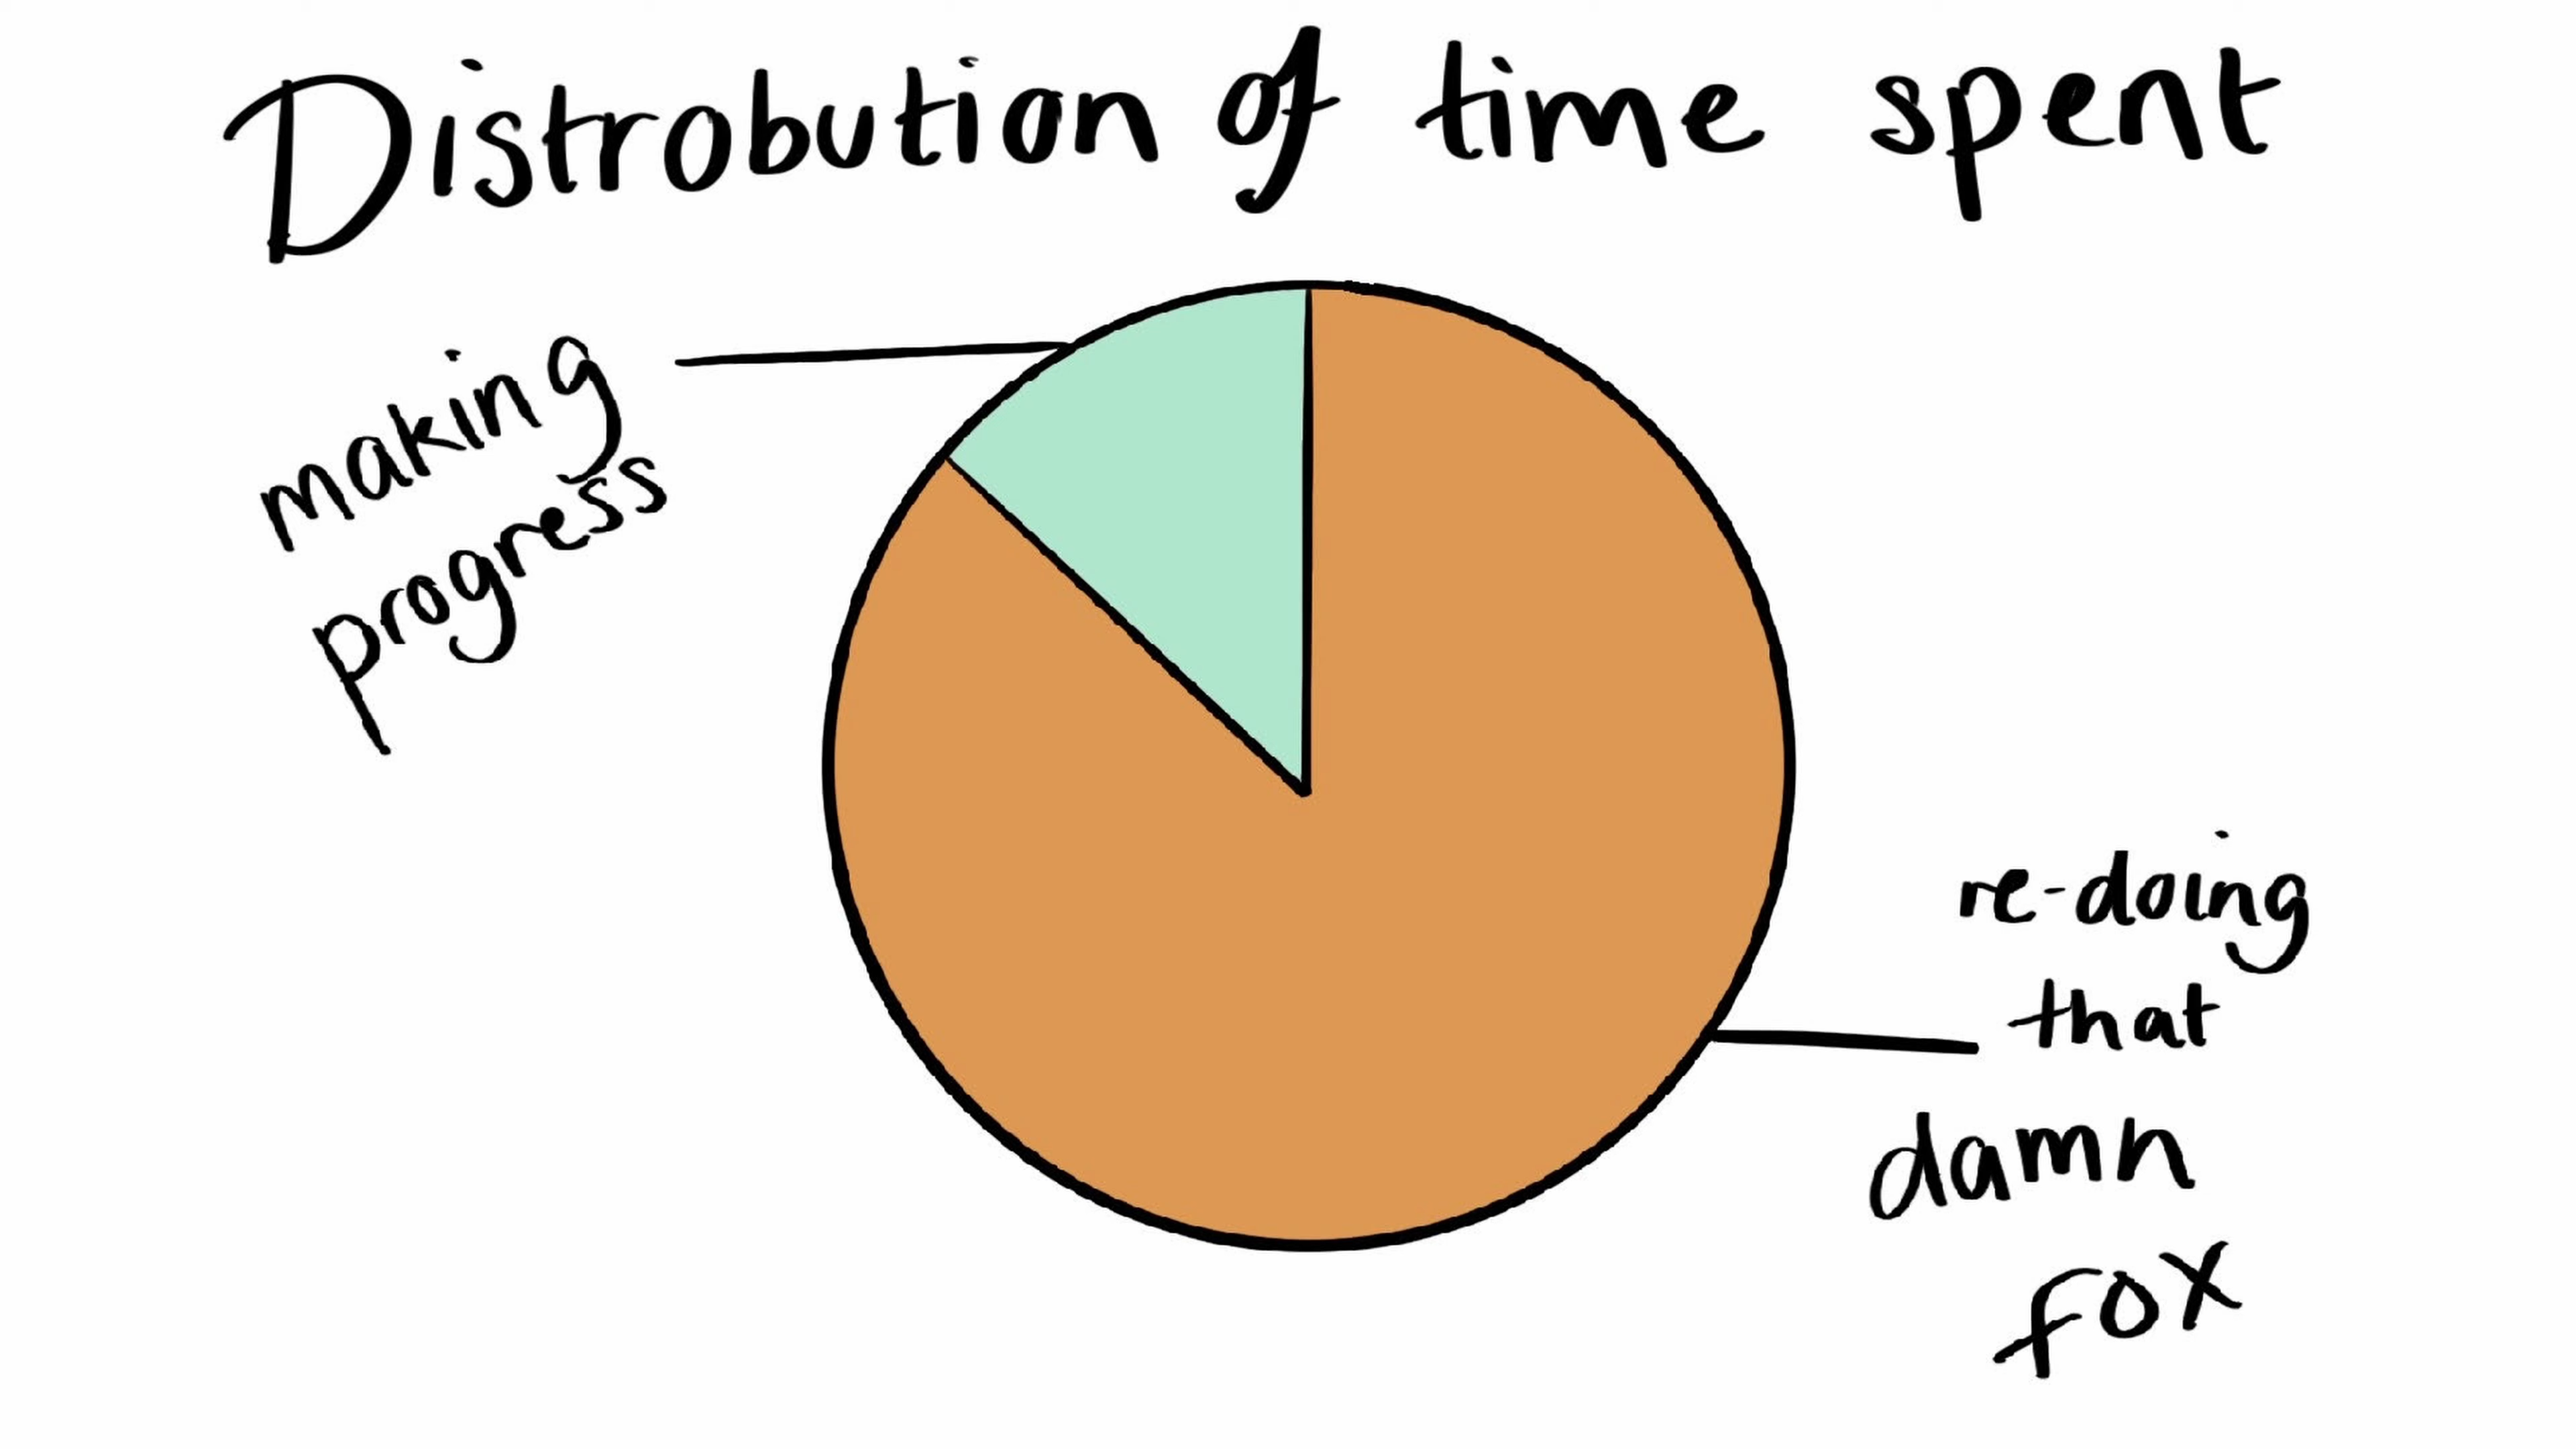 Distrobution of time spent
making
progress
re-doing
that
damn
fox